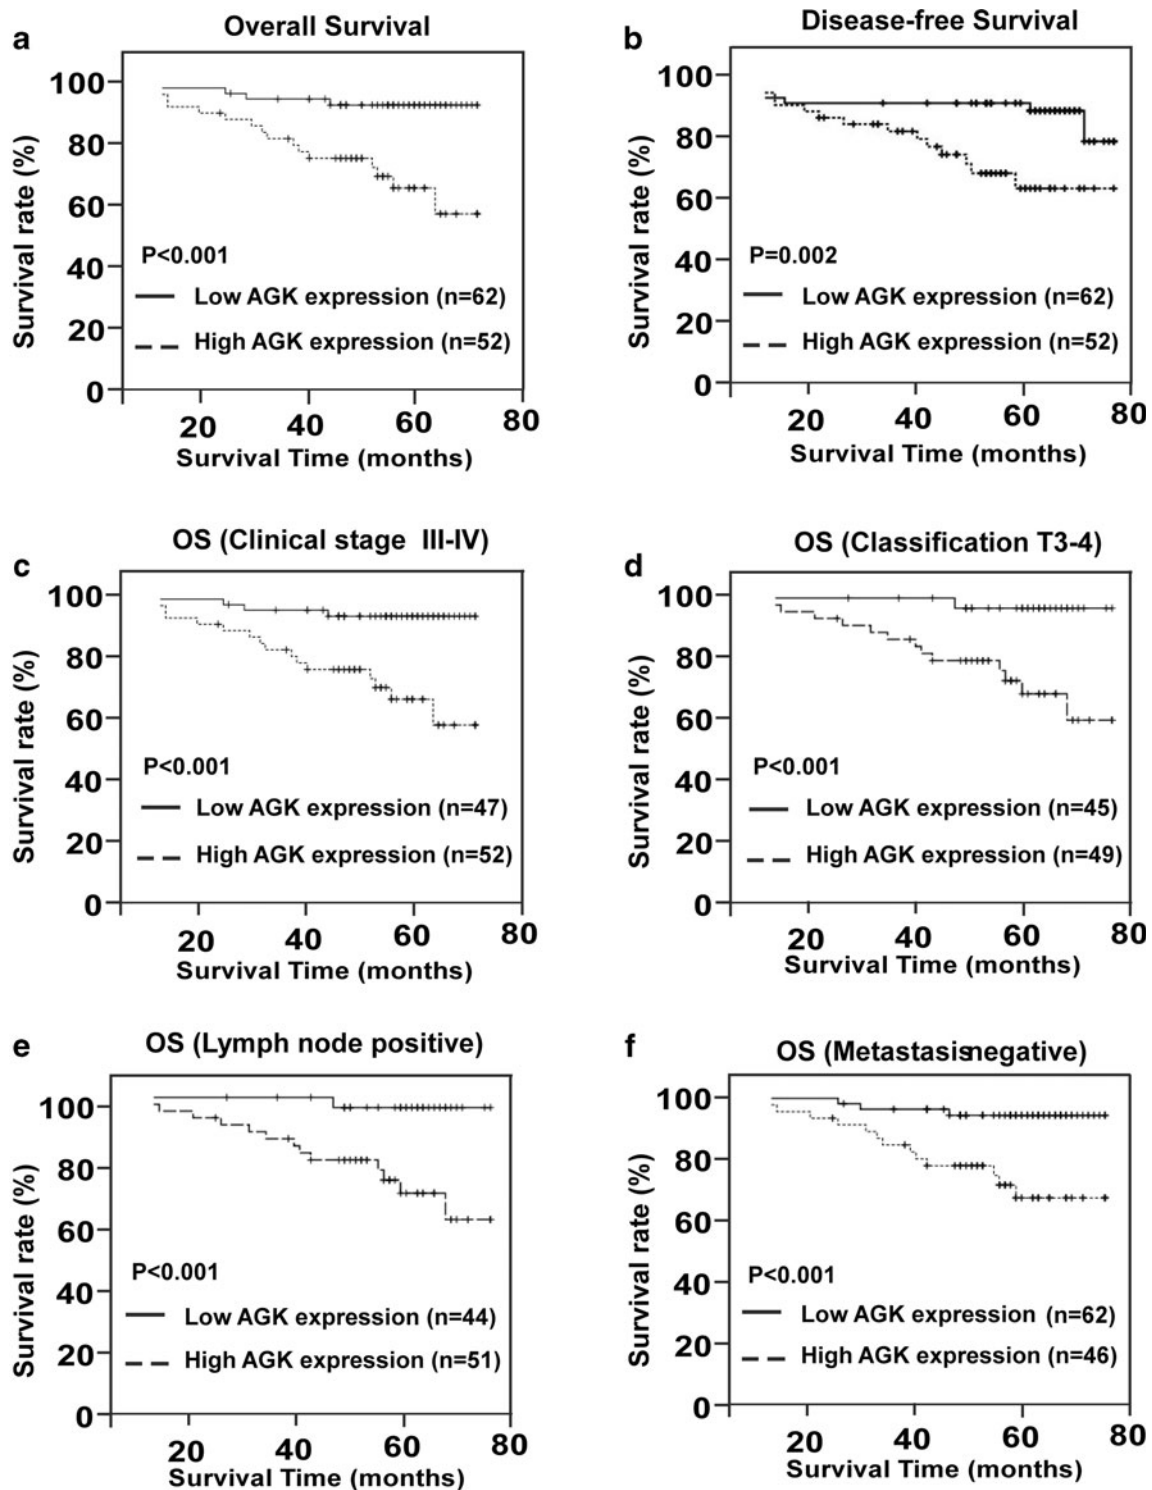 a
Overall Survival
100
80
60
40
20
0
Survival rate (%)
P<0.001
Low AGK expression (n=62)
High AGK expression (n=52)
20 40 60 80
Survival Time (months)
b
Disease-free Survival
100
80
60
40
20
0
Survival rate (%)
P=0.002
Low AGK expression (n=62)
High AGK expression (n=52)
20 40 60 80
Survival Time (months)
c
OS (Clinical stage III-IV)
100
80
60
40
20
0
Survival rate (%)
P<0.001
Low AGK expression (n=47)
High AGK expression (n=52)
20 40 60 80
Survival Time (months)
d
OS (Classification T3-4)
100
80
60
40
20
0
Survival rate (%)
P<0.001
Low AGK expression (n=45)
High AGK expression (n=49)
20 40 60 80
Survival Time (months)
e
OS (Lymph node positive)
100
80
60
40
20
0
Survival rate (%)
P<0.001
Low AGK expression (n=44)
High AGK expression (n=51)
20 40 60 80
Survival Time (months)
f
OS (Metastasisnegative)
100
80
60
40
20
0
Survival rate (%)
P<0.001
Low AGK expression (n=62)
High AGK expression (n=46)
20 40 60 80
Survival Time (months)